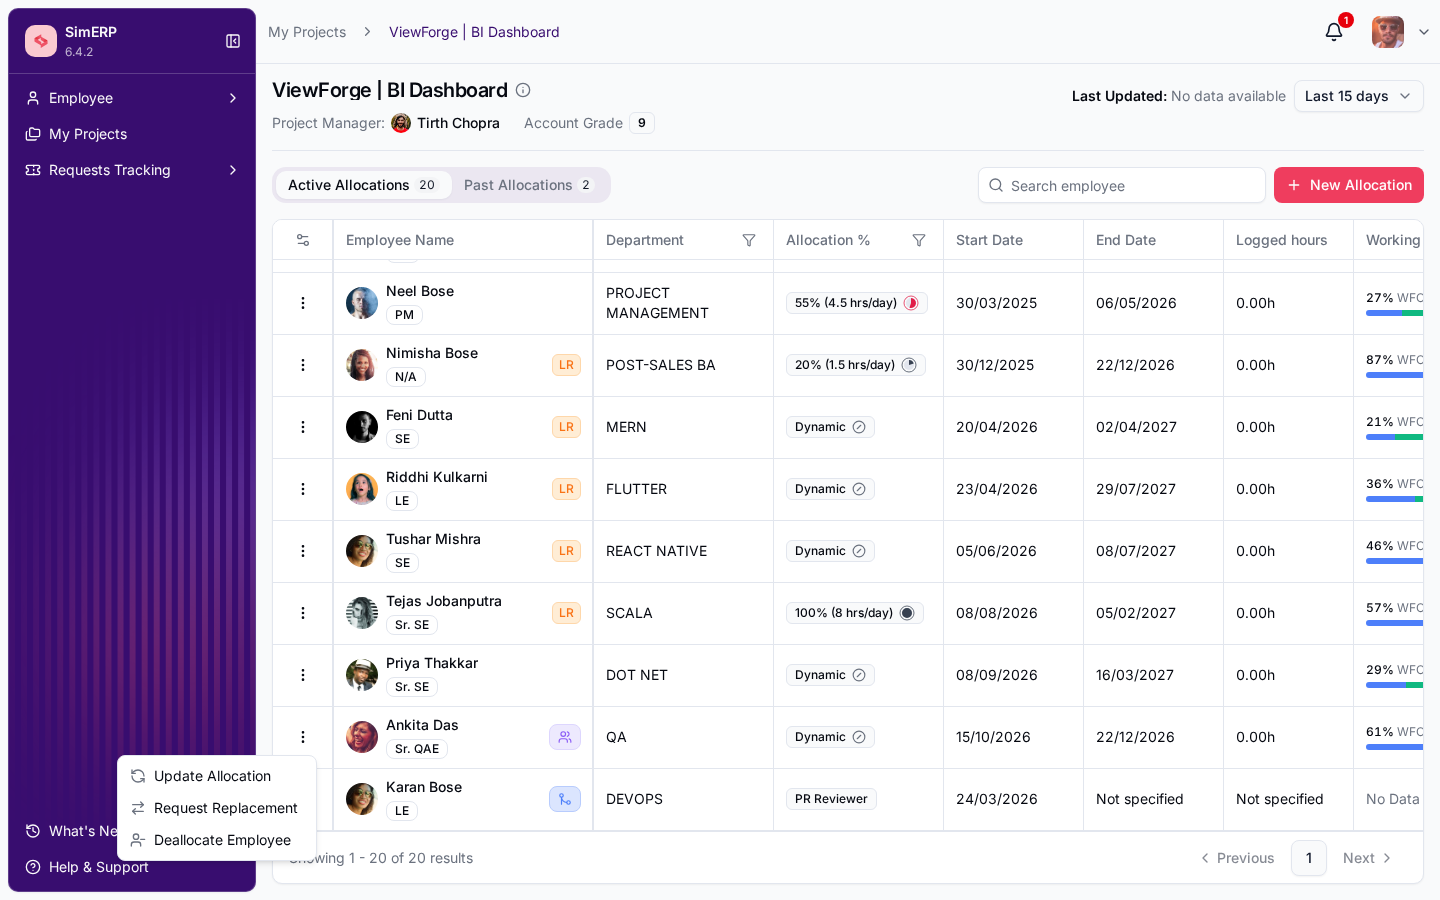 SimERP
6.4.2
Employee
My Projects
Requests Tracking
What's Ne
Help & Support
My Projects > ViewForge | BI Dashboard
1
ViewForge | BI Dashboard
Project Manager: Tirth Chopra Account Grade 9
Last Updated: No data available Last 15 days
Active Allocations 20 Past Allocations 2
Search employee
New Allocation
Employee Name Department Allocation % Start Date End Date Logged hours Working
Neel Bose
PM
PROJECT
MANAGEMENT
55% (4.5 hrs/day) 30/03/2025 06/05/2026 0.00h 27% WFO
Nimisha Bose
N/A
LR POST-SALES BA 20% (1.5 hrs/day) 30/12/2025 22/12/2026 0.00h 87% WFO
Feni Dutta
SE
LR MERN Dynamic 20/04/2026 02/04/2027 0.00h 21% WFO
Riddhi Kulkarni
LE
LR FLUTTER Dynamic 23/04/2026 29/07/2027 0.00h 36% WFO
Tushar Mishra
SE
LR REACT NATIVE Dynamic 05/06/2026 08/07/2027 0.00h 46% WFO
Tejas Jobanputra
Sr. SE
LR SCALA 100% (8 hrs/day) 08/08/2026 05/02/2027 0.00h 57% WFO
Priya Thakkar
Sr. SE
DOT NET Dynamic 08/09/2026 16/03/2027 0.00h 29% WFO
Ankita Das
Sr. QAE
QA Dynamic 15/10/2026 22/12/2026 0.00h 61% WFO
Karan Bose
LE
DEVOPS PR Reviewer 24/03/2026 Not specified Not specified No Data
Update Allocation
Request Replacement
Deallocate Employee
Showing 1 - 20 of 20 results
Previous 1 Next